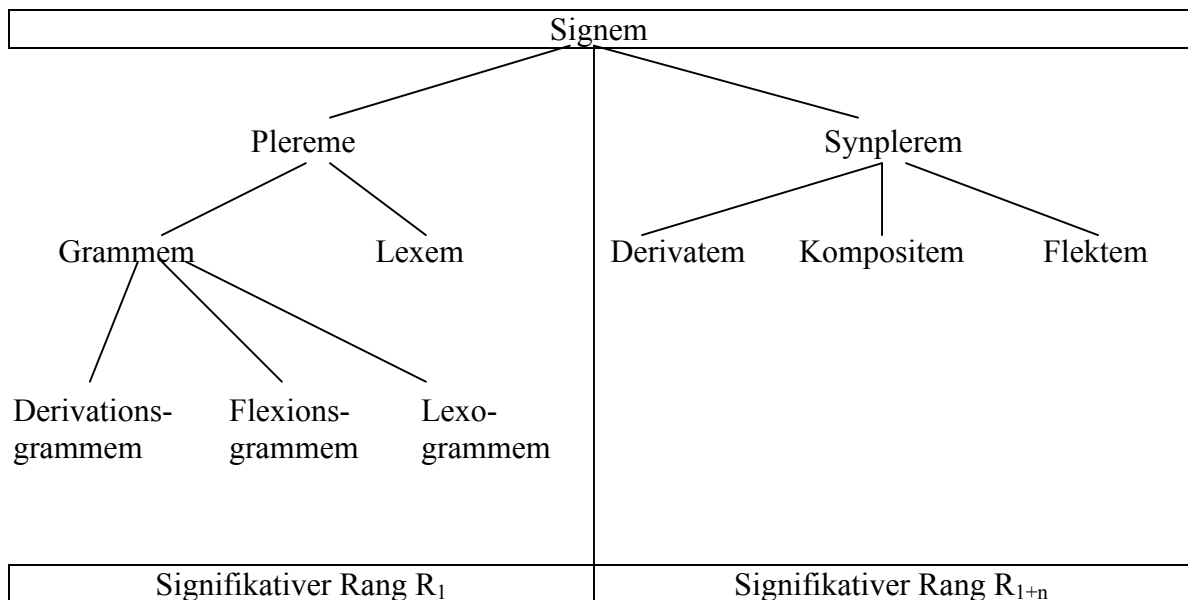 Signem
Plereme Synplerem
Grammem Lexem Derivatem Kompositem Flektem
Derivations- Flexions- Lexo-
grammem grammem grammem
Signifikativer Rang R₁ Signifikativer Rang R₁₊ₙ